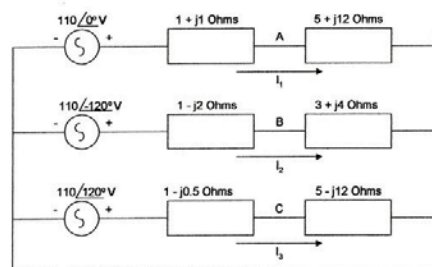 110/0° V 1 + j1 Ohms A 5 + j12 Ohms
- +
I₁
110/-120° V 1 - j2 Ohms B 3 + j4 Ohms
- +
I₂
110/120° V 1- j0.5 Ohms C 5 - j12 Ohms
- +
I₃